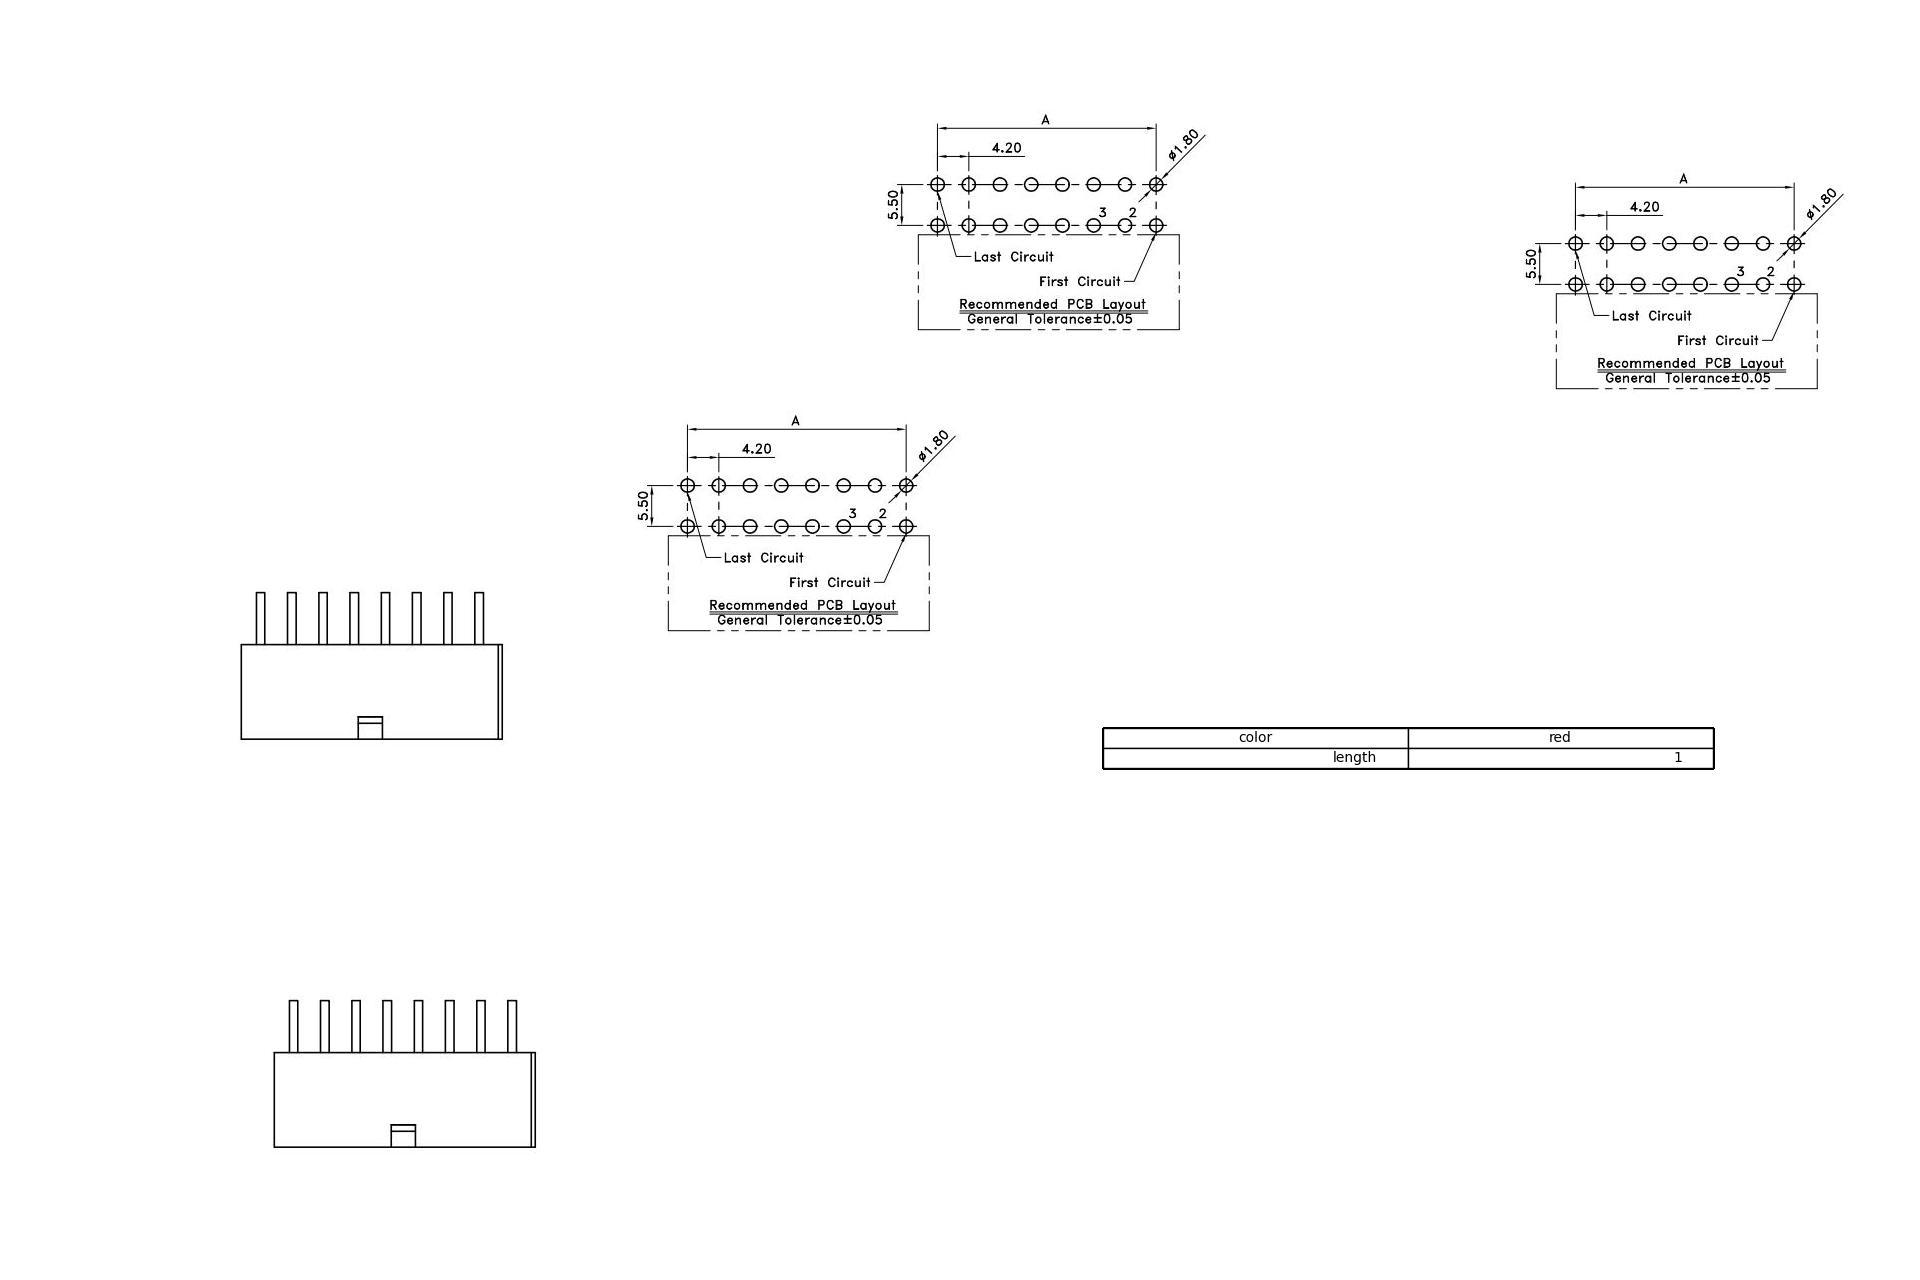 A
4.20
ø1.80
5.50
3 2
Last Circuit
First Circuit
Recommended PCB Layout
General Tolerance±0.05
A
4.20
ø1.80
5.50
3 2
Last Circuit
First Circuit
Recommended PCB Layout
General Tolerance±0.05
A
4.20
ø1.80
5.50
3 2
Last Circuit
First Circuit
Recommended PCB Layout
General Tolerance±0.05
color red
length 1